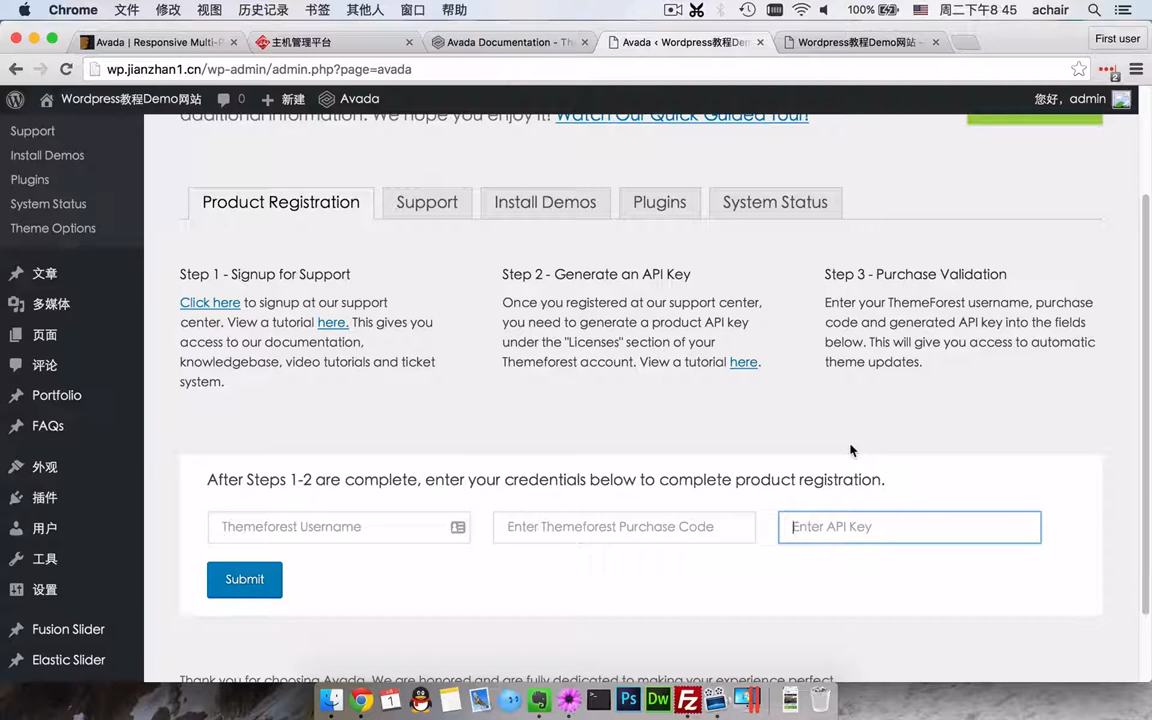 Chrome 文件 修改 视图 历史记录 书签 其他人 窗口 帮助 100% 周二下午8 45 achair
Avada | Responsive Multi-P 主机管理平台 Avada Documentation - Th Avada ‹ Wordpress教程Dem Wordpress教程Demo网站 – First user
wp.jianzhan1.cn/wp-admin/admin.php?page=avada 2
Wordpress教程Demo网站 0 新建 Avada 您好，admin
additional information. We hope you enjoy it! Watch Our Quick Guided Tour!
Support
Install Demos
Plugins
System Status
Theme Options
文章
多媒体
页面
评论
Portfolio
FAQs
外观
插件
用户
工具
设置
Fusion Slider
Elastic Slider
Product Registration Support Install Demos Plugins System Status
Step 1 - Signup for Support
Click here to signup at our support
center. View a tutorial here. This gives you
access to our documentation,
knowledgebase, video tutorials and ticket
system.
Step 2 - Generate an API Key
Once you registered at our support center,
you need to generate a product API key
under the "Licenses" section of your
Themeforest account. View a tutorial here.
Step 3 - Purchase Validation
Enter your ThemeForest username, purchase
code and generated API key into the fields
below. This will give you access to automatic
theme updates.
After Steps 1-2 are complete, enter your credentials below to complete product registration.
Themeforest Username Enter Themeforest Purchase Code Enter API Key
Submit
Thank you for choosing Avada. We are honored and are fully dedicated to making your experience perfect.
1 Ps Dw Fz